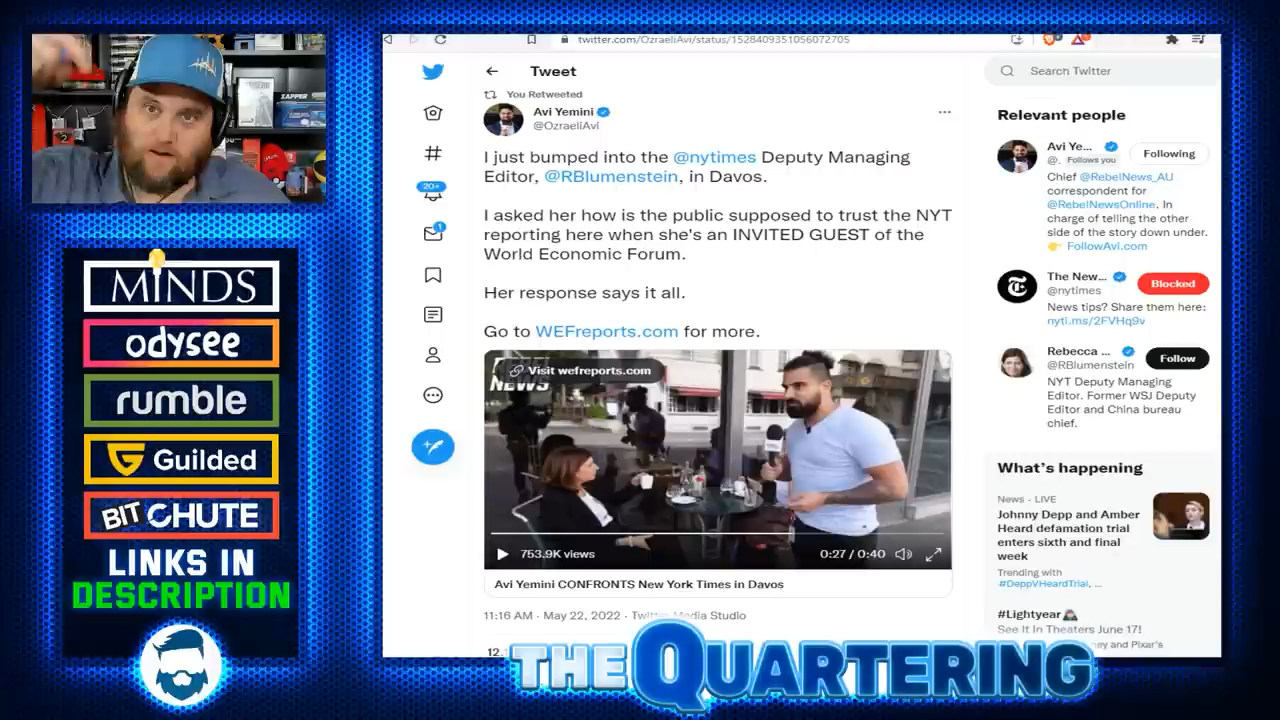 MINDS
odysee
rumble
Guilded
BITCHUTE
LINKS IN
DESCRIPTION
twitter.com/OzraeliAvi/status/1528409351056072705
Tweet
You Retweeted
Avi Yemini
@OzraeliAvi
I just bumped into the @nytimes Deputy Managing
Editor, @RBlumenstein, in Davos.
I asked her how is the public supposed to trust the NYT
reporting here when she's an INVITED GUEST of the
World Economic Forum.
Her response says it all.
Go to WEFreports.com for more.
Visit wefreports.com
NEWS
753.9K views
0:27 / 0:40
Avi Yemini CONFRONTS New York Times in Davos
11:16 AM · May 22, 2022 · Twitter Media Studio
20+
1
Search Twitter
Relevant people
Avi Ye...
@. Follows you
Following
Chief @RebelNews_AU
correspondent for
@RebelNewsOnline. In
charge of telling the other
side of the story down under.
FollowAvi.com
The New...
@nytimes
Blocked
News tips? Share them here:
nyti.ms/2FVHq9v
Rebecca ...
@RBlumenstein
Follow
NYT Deputy Managing
Editor. Former WSJ Deputy
Editor and China bureau
chief.
What's happening
News · LIVE
Johnny Depp and Amber
Heard defamation trial
enters sixth and final
week
Trending with
#DeppVHeardTrial, ...
#Lightyear
See It In Theaters June 17!
ey and Pixar's
THE QUARTERING